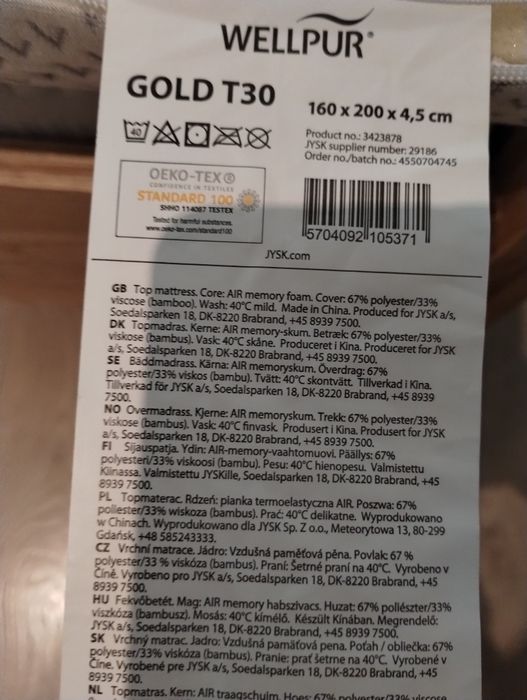 WELLPUR®
GOLD T30
160 x 200 x 4,5 cm
40
Product no.: 3423878
JYSK supplier number: 29186
Order no./batch no.: 4550704745
OEKO-TEX®
CONFIDENCE IN TEXTILES
STANDARD 100
SHNO 114087 TESTEX
Tested for harmful substances.
www.oeko-tex.com/standard100
5704092 105371
JYSK.com
GB Top mattress. Core: AIR memory foam. Cover: 67% polyester/33%
viscose (bamboo). Wash: 40°C mild. Made in China. Produced for JYSK a/s,
Soedalsparken 18, DK-8220 Brabrand, +45 8939 7500.
DK Topmadras. Kerne: AIR memory-skum. Betræk: 67% polyester/33%
viskose (bambus). Vask: 40°C skåne. Produceret i Kina. Produceret for JYSK
a/s, Soedalsparken 18, DK-8220 Brabrand, +45 8939 7500.
SE Bäddmadrass. Kärna: AIR memoryskum. Överdrag: 67%
polyester/33% viskos (bambu). Tvätt: 40°C skontvätt. Tillverkad i Kina.
Tillverkad för JYSK a/s, Soedalsparken 18, DK-8220 Brabrand, +45 8939
7500.
NO Overmadrass. Kjerne: AIR memoryskum. Trekk: 67% polyester/33%
viskose (bambus). Vask: 40°C finvask. Produsert i Kina. Produsert for JYSK
a/s, Soedalsparken 18, DK-8220 Brabrand, +45 8939 7500.
FI Sijauspatja. Ydin: AIR-memory-vaahtomuovi. Päällys: 67%
polyesteri/33% viskoosi (bambu). Pesu: 40°C hienopesu. Valmistettu
Kiinassa. Valmistettu JYSKille, Soedalsparken 18, DK-8220 Brabrand, +45
8939 7500.
PL Topmaterac. Rdzeń: pianka termoelastyczna AIR. Poszwa: 67%
poliester/33% wiskoza (bambus). Prać: 40°C delikatne. Wyprodukowano
w Chinach. Wyprodukowano dla JYSK Sp. Z o.o., Meteorytowa 13, 80-299
Gdańsk, +48 585243333.
CZ Vrchní matrace. Jádro: Vzdušná paměťová pěna. Povlak: 67 %
polyester/33 % viskóza (bambus). Praní: Šetrné praní na 40°C. Vyrobeno v
Číně. Vyrobeno pro JYSK a/s, Soedalsparken 18, DK-8220 Brabrand, +45
8939 7500.
HU Fekvőbetét. Mag: AIR memory habszivacs. Huzat: 67% poliészter/33%
viszkóza (bambusz). Mosás: 40°C kímélő. Készült Kínában. Megrendelő:
JYSK a/s, Soedalsparken 18, DK-8220 Brabrand, +45 8939 7500.
SK Vrchný matrac. Jadro: Vzdušná pamäťová pena. Poťah / obliečka: 67%
polyester/33% viskóza (bambus). Pranie: prať šetrne na 40°C. Vyrobené v
Číne. Vyrobené pre JYSK a/s, Soedalsparken 18, DK-8220 Brabrand, +45
8939 7500.
NL Topmatras. Kern: AIR traagschuim. Hoes: 67% polyester/33% viscose